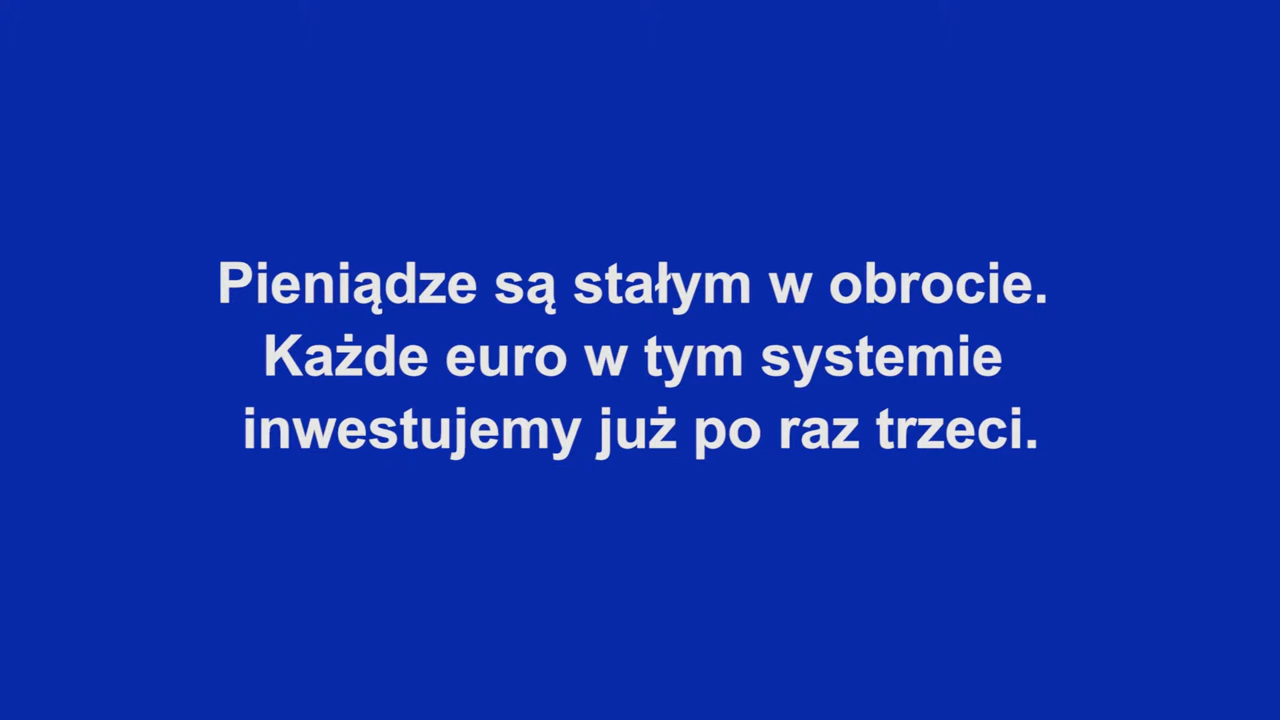 Pieniądze są stałym w obrocie.
Każde euro w tym systemie
inwestujemy już po raz trzeci.